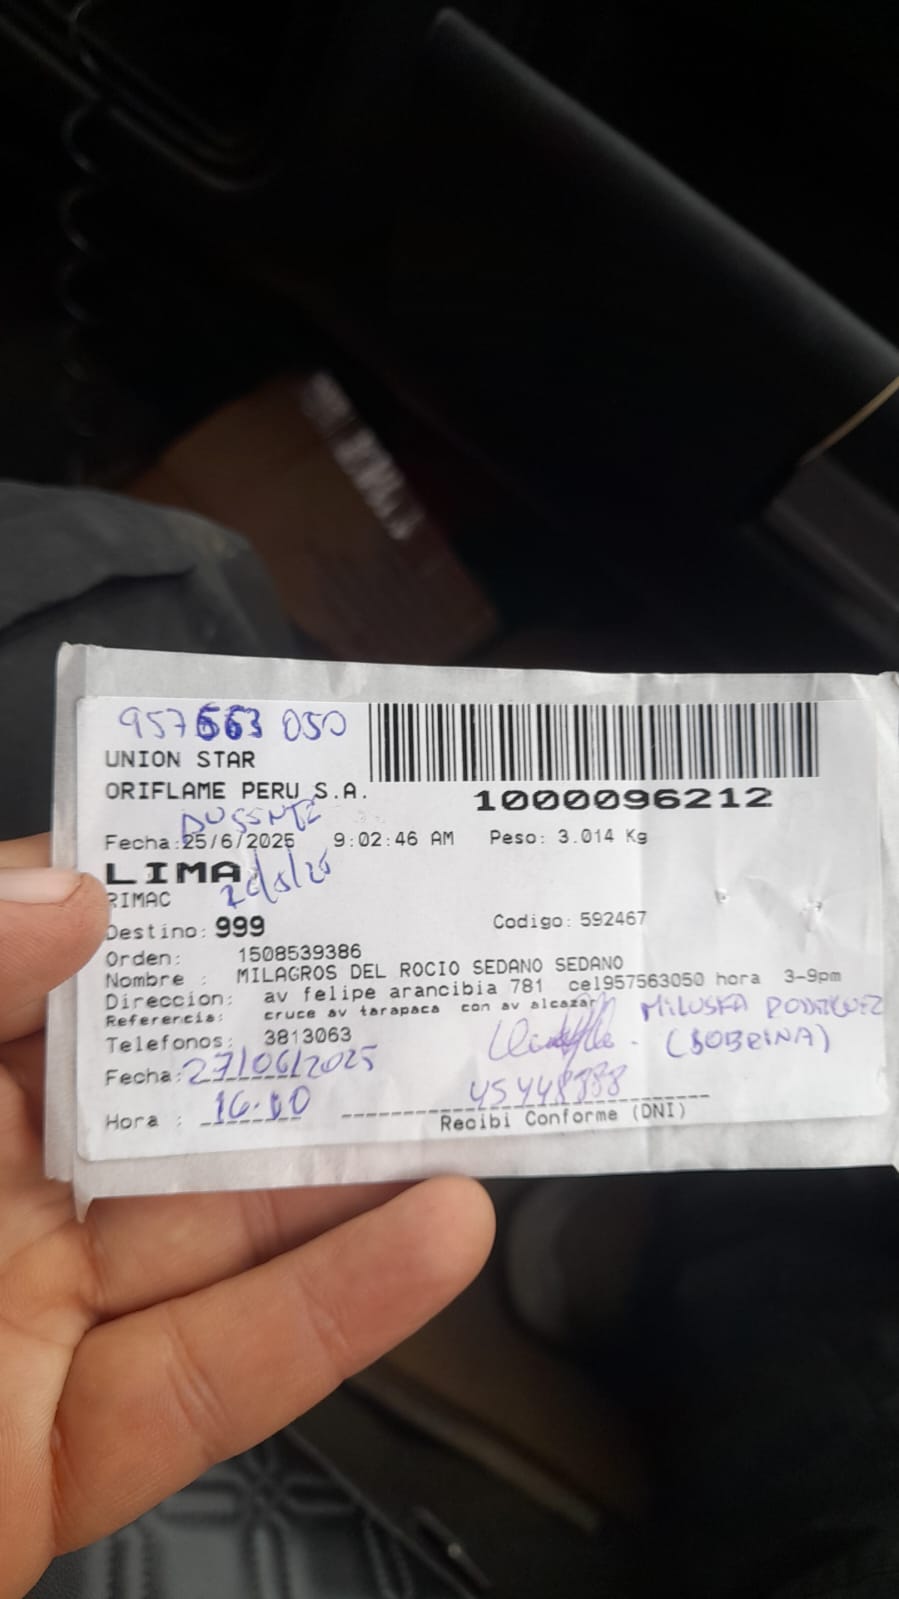 957663 050
UNION STAR
ORIFLAME PERU S.A.
1000096212
Fecha:25/6/2025 9:02:46 AM Peso: 3.014 Kg
LIMA
RIMAC
Destino: 999 Codigo: 592467
Orden: 1508539386
Nombre : MILAGROS DEL ROCIO SEDANO SEDANO
Direccion: av felipe arancibia 781 cel957563050 hora 3-9pm
Referencia: cruce av tarapaca con av alcazar
MILUSKA RODRIGUEZ
Telefonos: 3813063
(SOBRINA)
Fecha:27/06/2025
Hora :
Recibi Conforme (DNI)